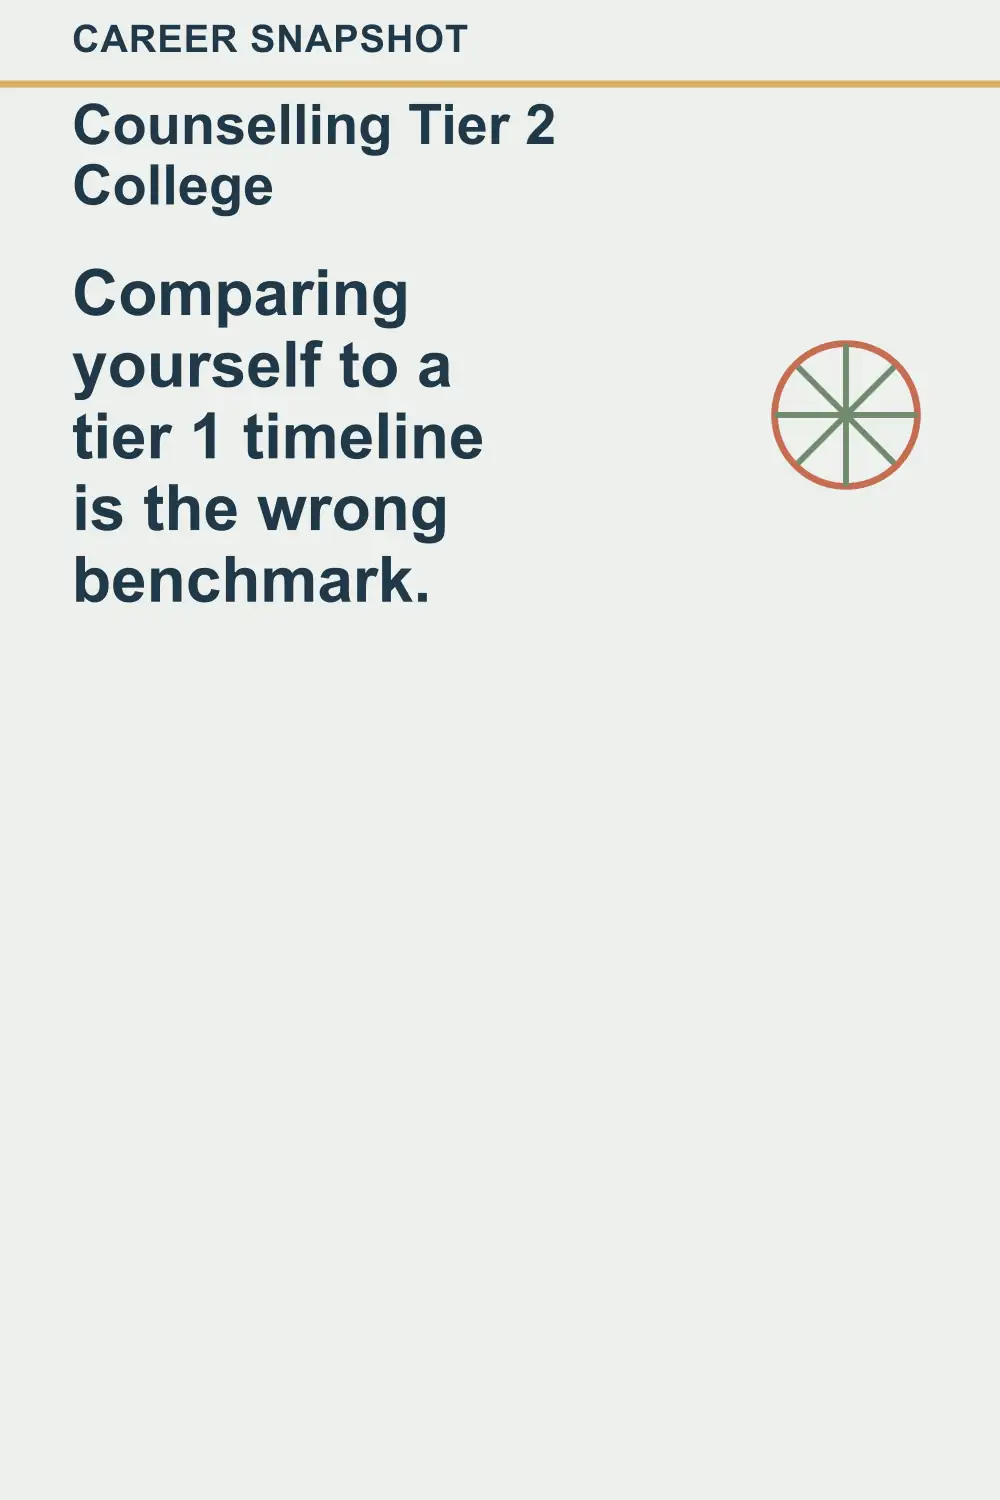 CAREER SNAPSHOT
Counselling Tier 2
College
Comparing
yourself to a
tier 1 timeline
is the wrong
benchmark.